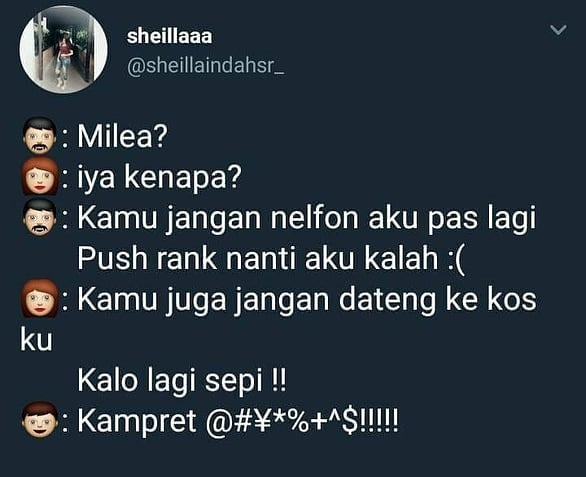 sheillaaa
@sheillaindahsr_
👨🏻: Milea?
👩🏻‍🦰: iya kenapa?
👨🏻: Kamu jangan nelfon aku pas lagi
Push rank nanti aku kalah :(
👩🏻‍🦰: Kamu juga jangan dateng ke kos
ku
Kalo lagi sepi !!
👦🏻: Kampret @#¥*%+^$!!!!!